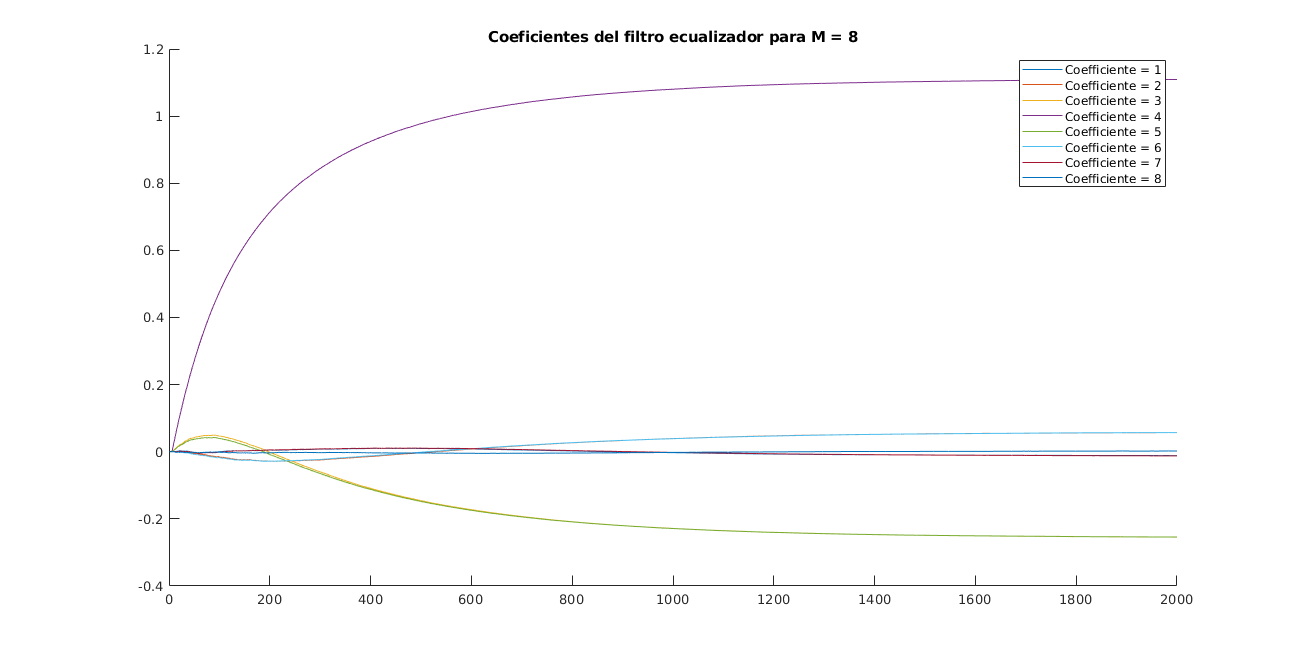 Coeficientes del filtro ecualizador para M = 8
1.2
1
0.8
0.6
0.4
0.2
0
-0.2
-0.4
0 200 400 600 800 1000 1200 1400 1600 1800 2000
Coefficiente = 1
Coefficiente = 2
Coefficiente = 3
Coefficiente = 4
Coefficiente = 5
Coefficiente = 6
Coefficiente = 7
Coefficiente = 8